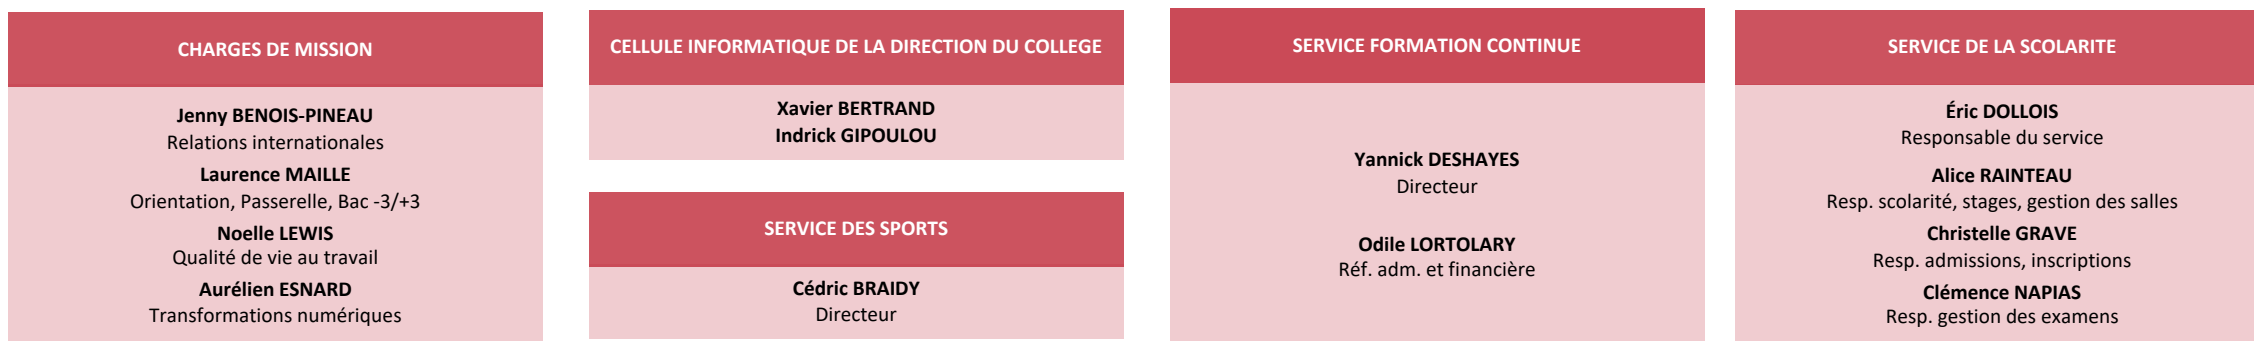 CHARGES DE MISSION
Jenny BENOIS-PINEAU
Relations internationales
Laurence MAILLE
Orientation, Passerelle, Bac -3/+3
Noelle LEWIS
Qualité de vie au travail
Aurélien ESNARD
Transformations numériques
CELLULE INFORMATIQUE DE LA DIRECTION DU COLLEGE
Xavier BERTRAND
Indrick GIPOULOU
SERVICE DES SPORTS
Cédric BRAIDY
Directeur
SERVICE FORMATION CONTINUE
Yannick DESHAYES
Directeur
Odile LORTOLARY
Réf. adm. et financière
SERVICE DE LA SCOLARITE
Éric DOLLOIS
Responsable du service
Alice RAINTEAU
Resp. scolarité, stages, gestion des salles
Christelle GRAVE
Resp. admissions, inscriptions
Clémence NAPIAS
Resp. gestion des examens